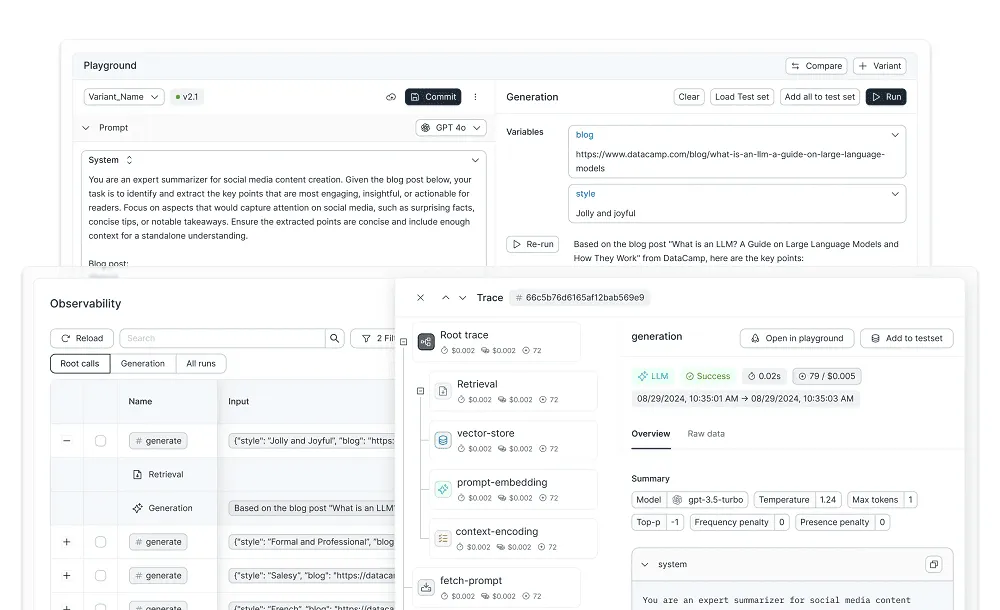 Playground
Compare
Variant
Variant_Name
v2.1
Commit
Generation
Clear
Load Test set
Add all to test set
Run
Prompt
GPT 4o
System
You are an expert summarizer for social media content creation. Given the blog post below, your
task is to identify and extract the key points that are most engaging, insightful, or actionable for
readers. Focus on aspects that would capture attention on social media, such as surprising facts,
concise tips, or notable takeaways. Ensure the extracted points are concise and include enough
context for a standalone understanding.
Blog post:
Variables
blog
https://www.datacamp.com/blog/what-is-an-llm-a-guide-on-large-language-
models
style
Jolly and joyful
Re-run
Based on the blog post "What is an LLM? A Guide on Large Language Models and
How They Work" from DataCamp, here are the key points:
Observability
Reload
Search
2 Fil
Root calls
Generation
All runs
Name
Input
# generate
{"style": "Jolly and Joyful", "blog": "https:
Retrieval
Generation
Based on the blog post "What is an LLM"
# generate
{"style": "Formal and Professional", "blog
# generate
{"style": "Salesy", "blog": "https://datacar
# generate
{"style": "French", "blog": "https://dataca
Trace
# 66c5b76d6165af12bab569e9
Root trace
$0.002 $0.002 72
Retrieval
$0.002 $0.002 72
vector-store
$0.002 $0.002 72
prompt-embedding
$0.002 $0.002 72
context-encoding
$0.002 $0.002 72
fetch-prompt
$0.002 $0.002 72
generation
Open in playground
Add to testset
LLM
Success
0.02s
79 / $0.005
08/29/2024, 10:35:01 AM → 08/29/2024, 10:35:03 AM
Overview
Raw data
Summary
Model gpt-3.5-turbo
Temperature 1.24
Max tokens 1
Top-p -1
Frequency penalty 0
Presence penalty 0
system
You are an expert summarizer for social media content